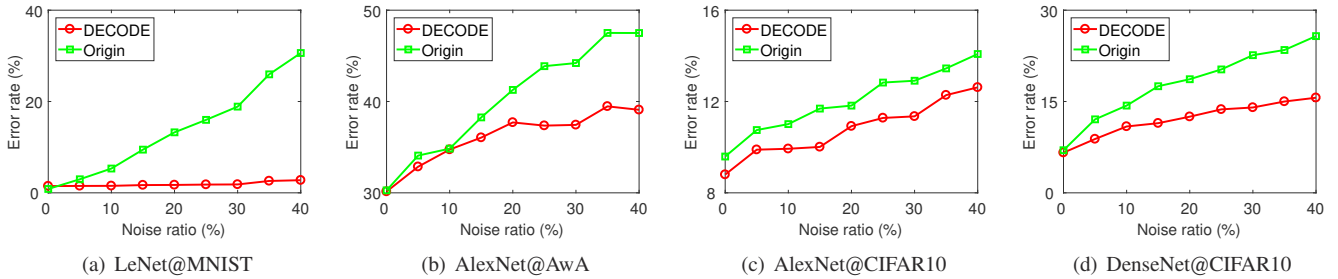 DECODE
Origin
Error rate (%)
40
20
0
0 10 20 30 40
Noise ratio (%)
(a) LeNet@MNIST
DECODE
Origin
Error rate (%)
50
40
30
0 10 20 30 40
Noise ratio (%)
(b) AlexNet@AwA
DECODE
Origin
Error rate (%)
16
12
8
0 10 20 30 40
Noise ratio (%)
(c) AlexNet@CIFAR10
DECODE
Origin
Error rate (%)
30
15
0
0 10 20 30 40
Noise ratio (%)
(d) DenseNet@CIFAR10